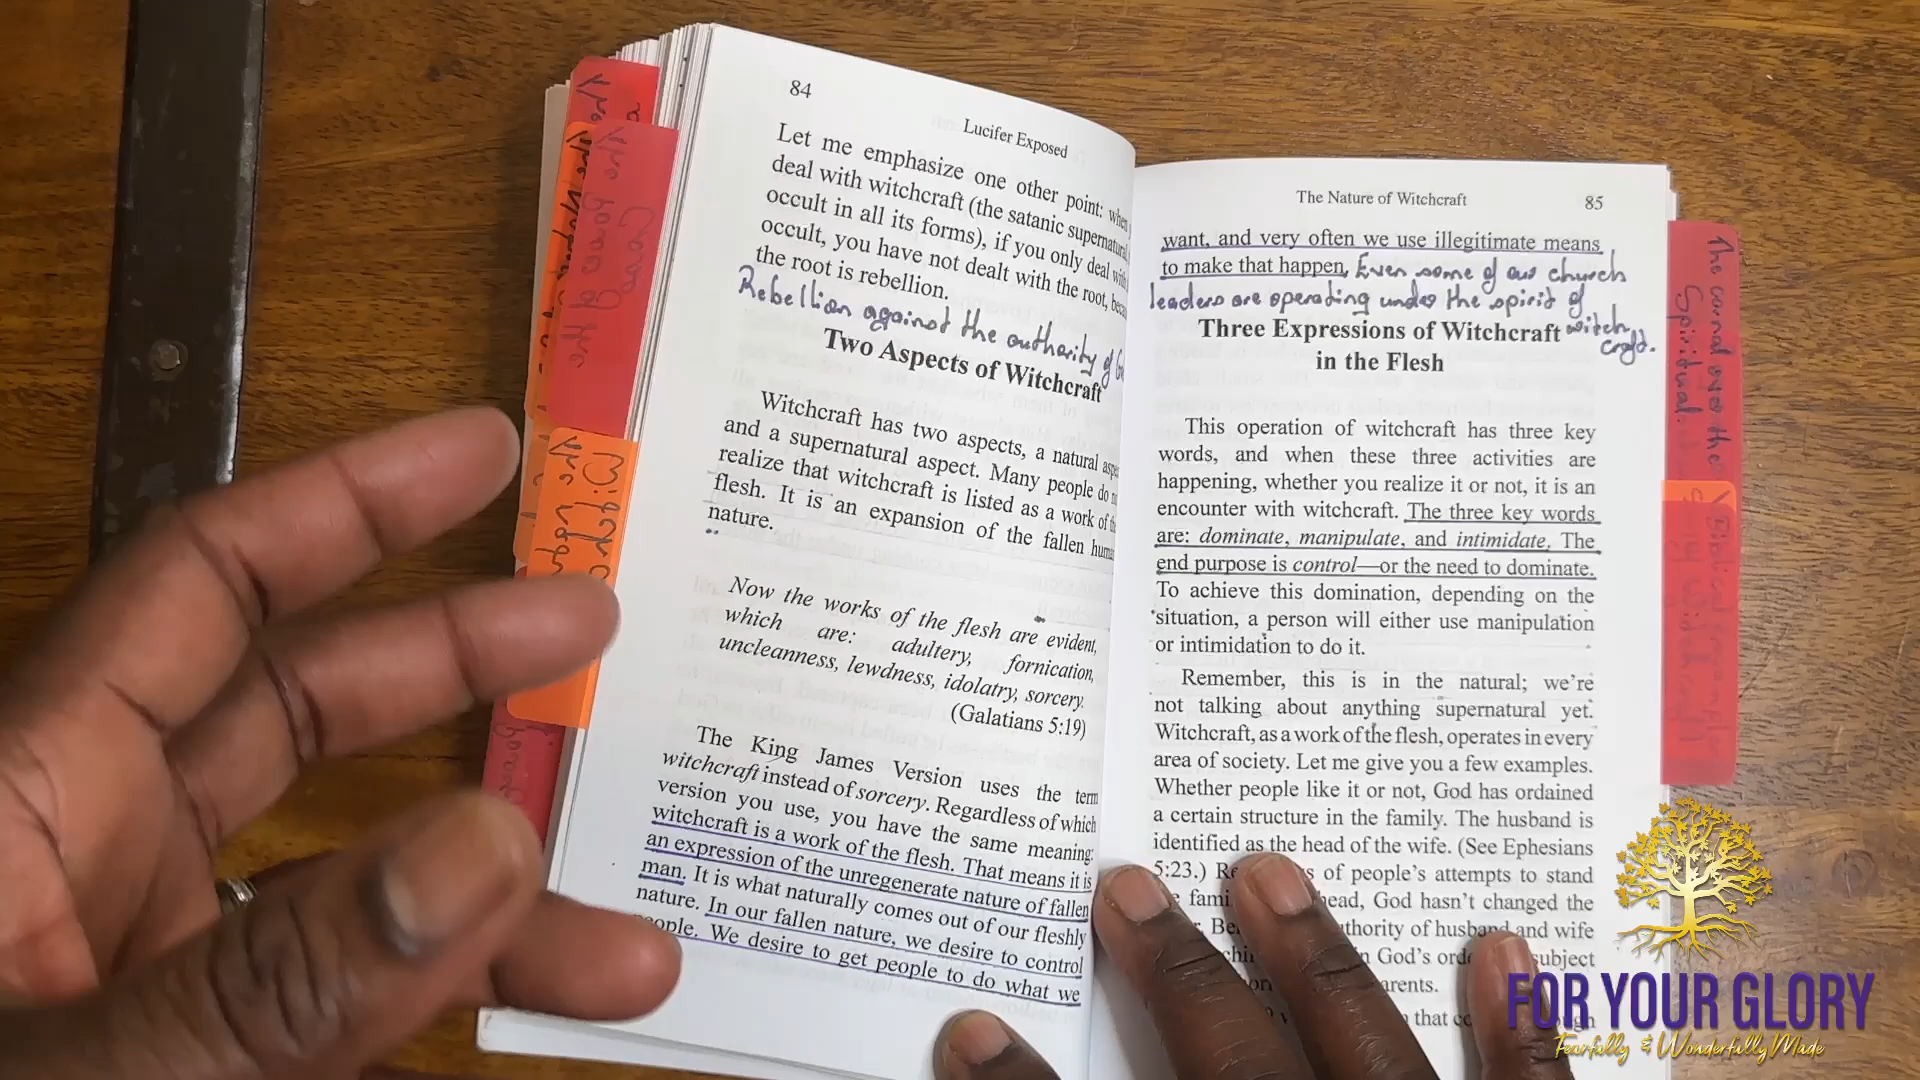 84
Lucifer Exposed
Let me emphasize one other point: when
deal with witchcraft (the satanic supernatural
occult in all its forms), if you only deal with
occult, you have not dealt with the root,
the root is rebellion.
Rebellion against the authority of
Two Aspects of Witchcraft
Witchcraft has two aspects, a natural
and a supernatural aspect. Many people do
realize that witchcraft is listed as a work of
flesh. It is an expansion of the fallen
nature.
Now the works of the flesh are evident,
which are: adultery, fornication,
uncleanness, lewdness, idolatry, sorcery.
(Galatians 5:19)
The King James Version uses the term
witchcraft instead of sorcery. Regardless of which
version you use, you have the same meaning:
witchcraft is a work of the flesh. That means it is
an expression of the unregenerate nature of fallen
man. It is what naturally comes out of our fleshly
nature. In our fallen nature, we desire to control
people. We desire to get people to do what we
The Nature of Witchcraft
85
want, and very often we use illegitimate means
to make that happen. Even some of our church
leaders are operating under the spirit of
witch
craft.
Three Expressions of Witchcraft
in the Flesh
This operation of witchcraft has three key
words, and when these three activities are
happening, whether you realize it or not, it is an
encounter with witchcraft. The three key words
are: dominate, manipulate, and intimidate. The
end purpose is control—or the need to dominate.
To achieve this domination, depending on the
situation, a person will either use manipulation
or intimidation to do it.
Remember, this is in the natural; we're
not talking about anything supernatural yet.
Witchcraft, as a work of the flesh, operates in every
area of society. Let me give you a few examples.
Whether people like it or not, God has ordained
a certain structure in the family. The husband is
identified as the head of the wife. (See Ephesians
5:23.) of people's attempts to stand
head, God hasn't changed the
of husband and wife
God's subject
that
The carnal over the
Spiritual.
FOR YOUR GLORY
Fearfully & Wonderfully Made